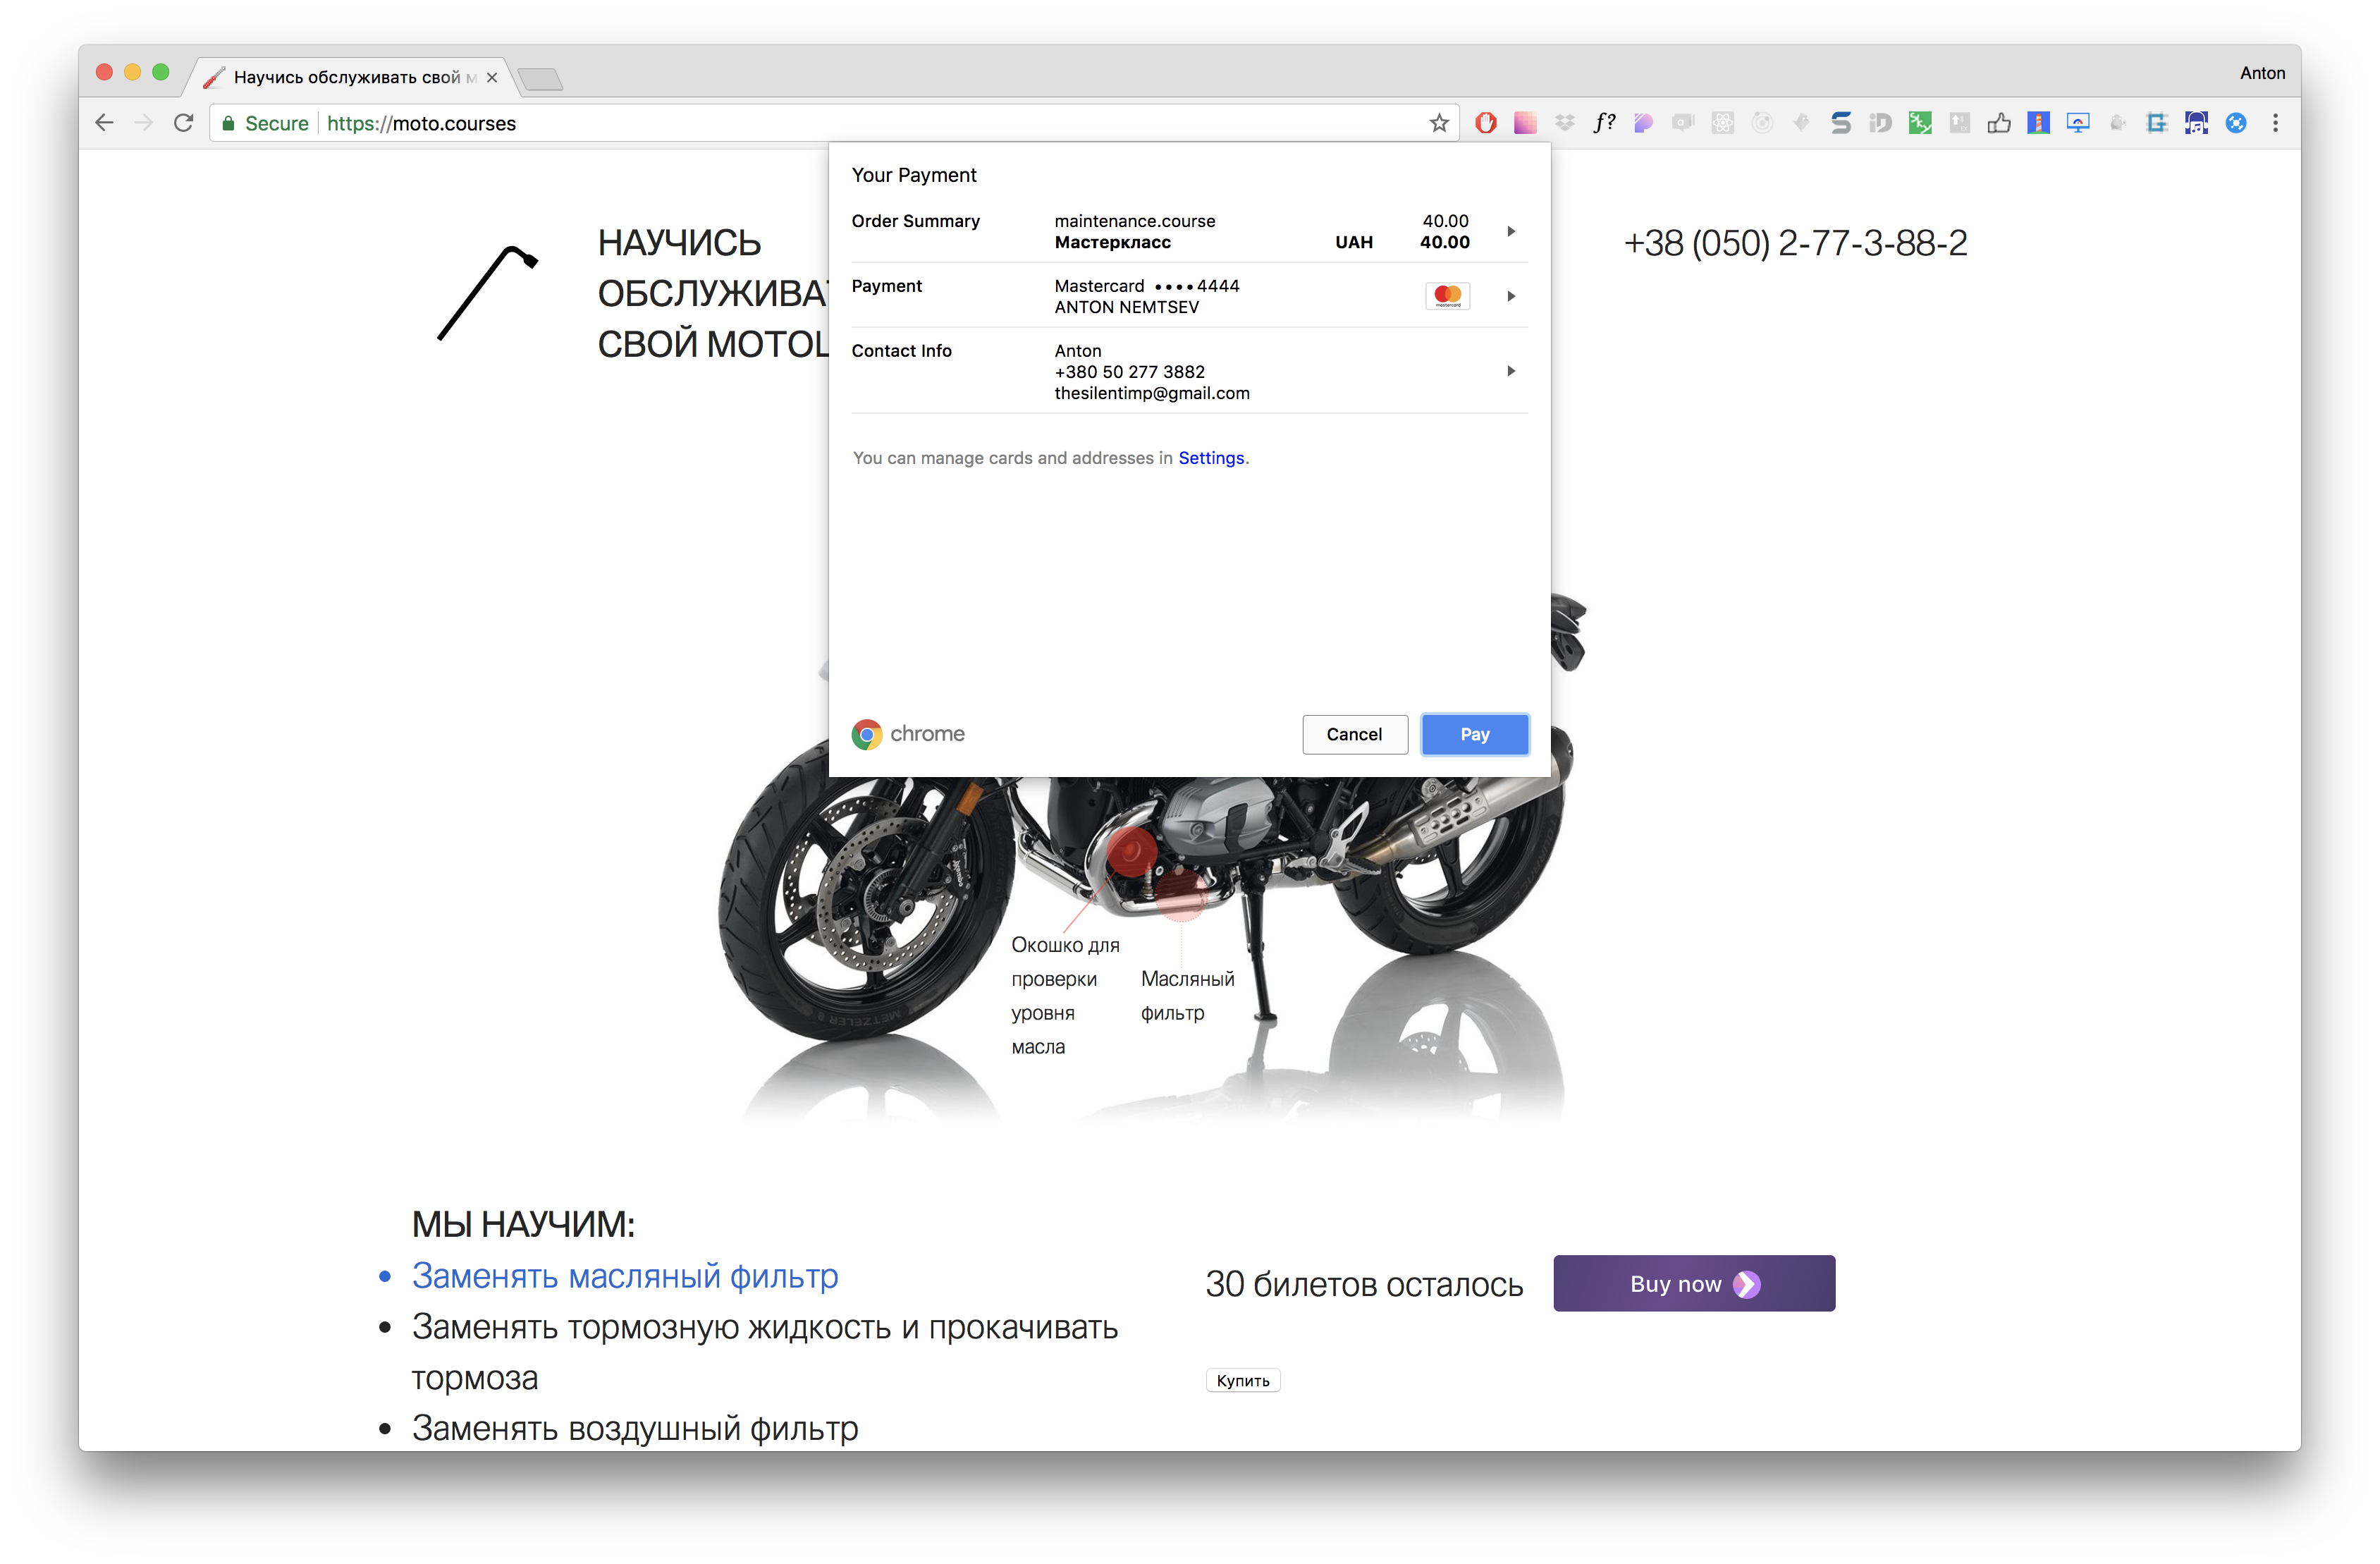 Научись обслуживать свой м
Anton
Secure
https://moto.courses
f?
НАУЧИСЬ
ОБСЛУЖИВАТ
СВОЙ МОТОЦ
+38 (050) 2-77-3-88-2
Your Payment
Order Summary
maintenance.course 40.00
Мастеркласс UAH 40.00
Payment
Mastercard •••• 4444
mastercard
ANTON NEMTSEV
Contact Info
Anton
+380 50 277 3882
thesilentimp@gmail.com
You can manage cards and addresses in Settings.
chrome
Cancel
Pay
METZELER
Окошко для
проверки
уровня
масла
Масляный
фильтр
МЫ НАУЧИМ:
• Заменять масляный фильтр
• Заменять тормозную жидкость и прокачивать
тормоза
• Заменять воздушный фильтр
30 билетов осталось
Buy now
Купить